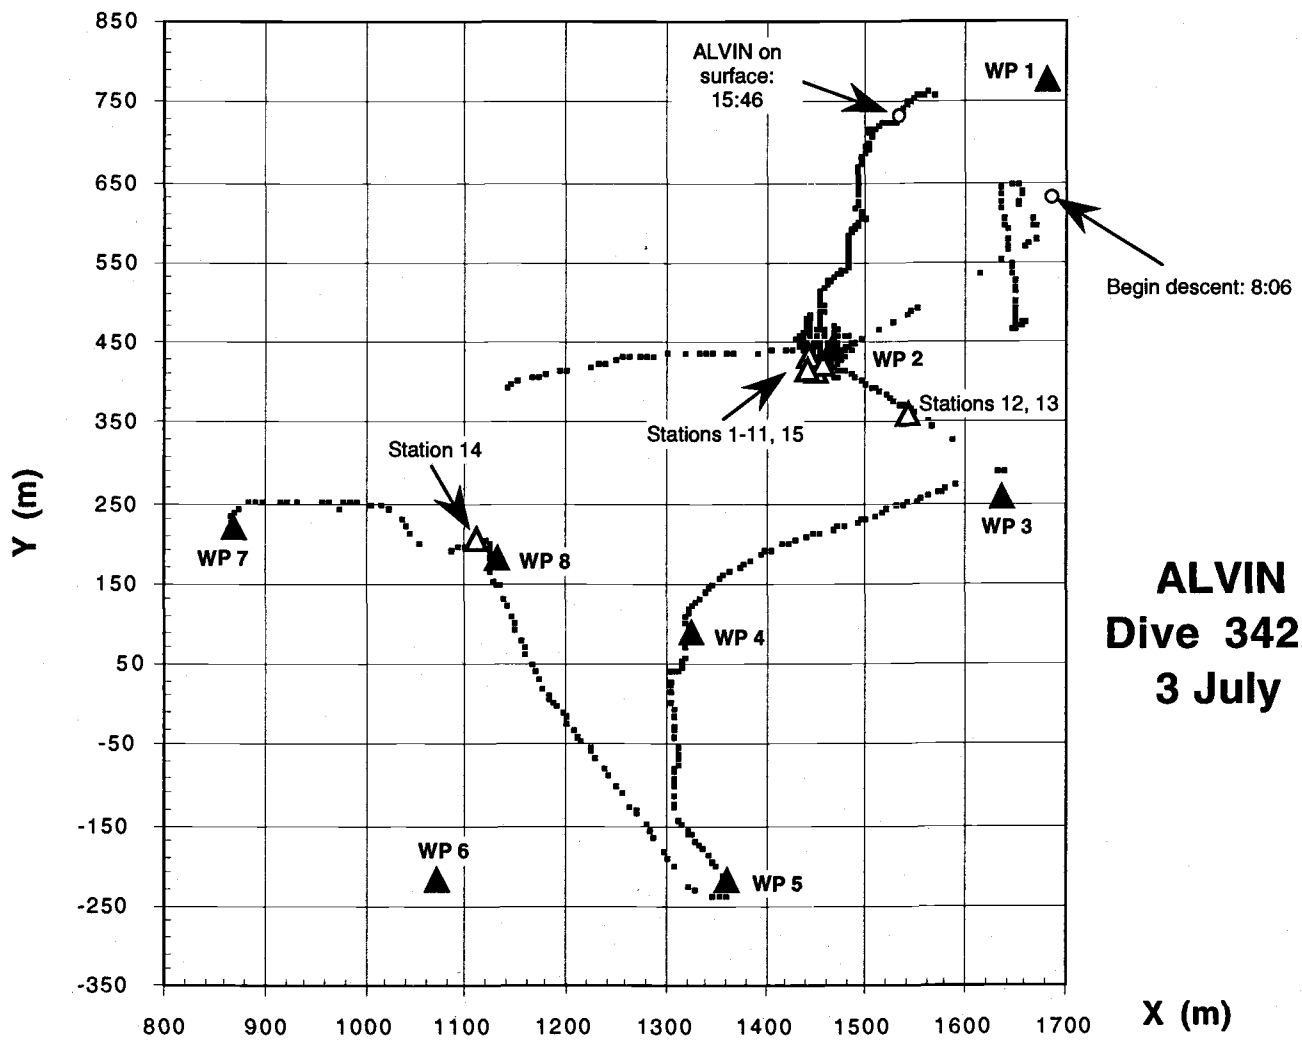 850
750
650
550
450
350
250
150
50
-50
-150
-250
-350
Y (m)
800
900
1000
1100
1200
1300
1400
1500
1600
1700
X (m)
ALVIN on
surface:
15:46
WP 1
Begin descent: 8:06
WP 2
Stations 12, 13
Stations 1-11, 15
Station 14
WP 3
WP 7
WP 8
WP 4
WP 6
WP 5
ALVIN
Dive 342
3 July